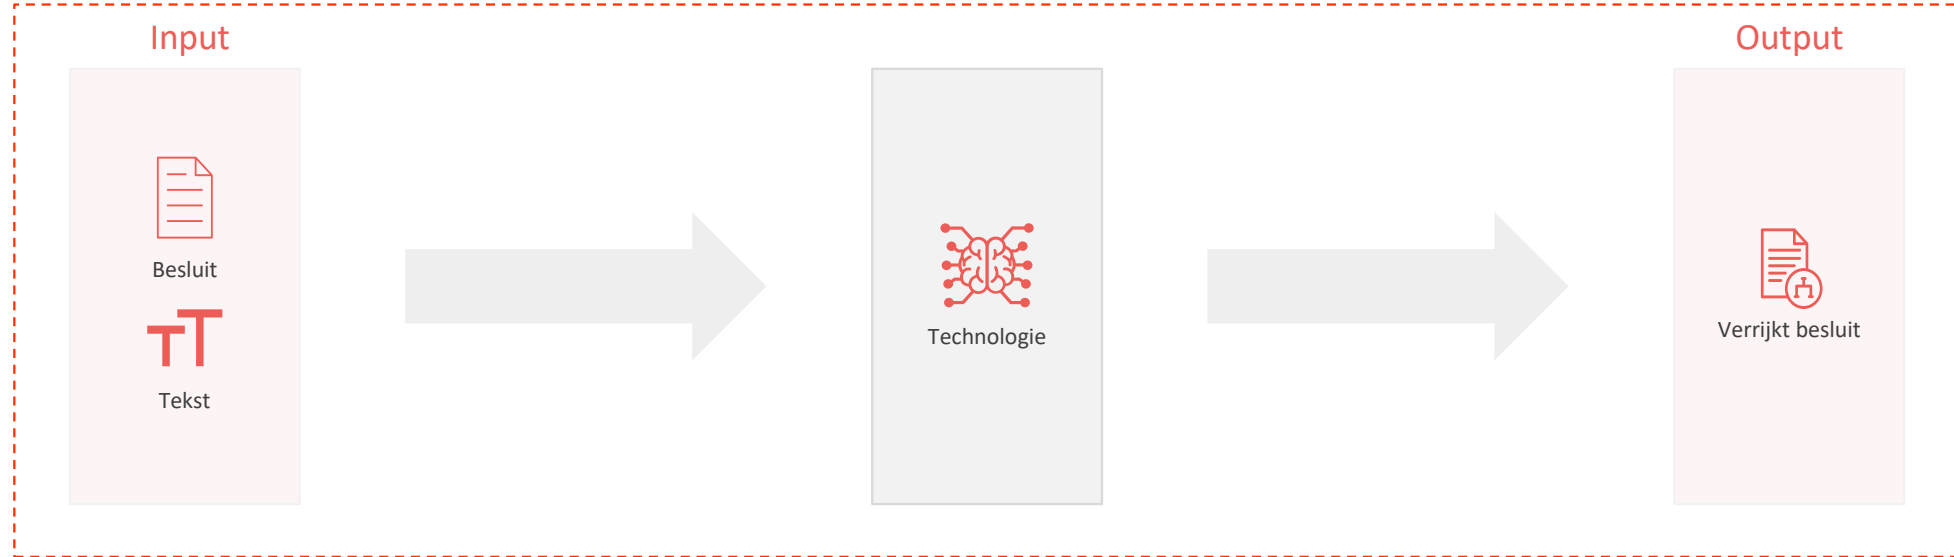 Input
Output
Besluit
Tekst
Technologie
Verrijkt besluit